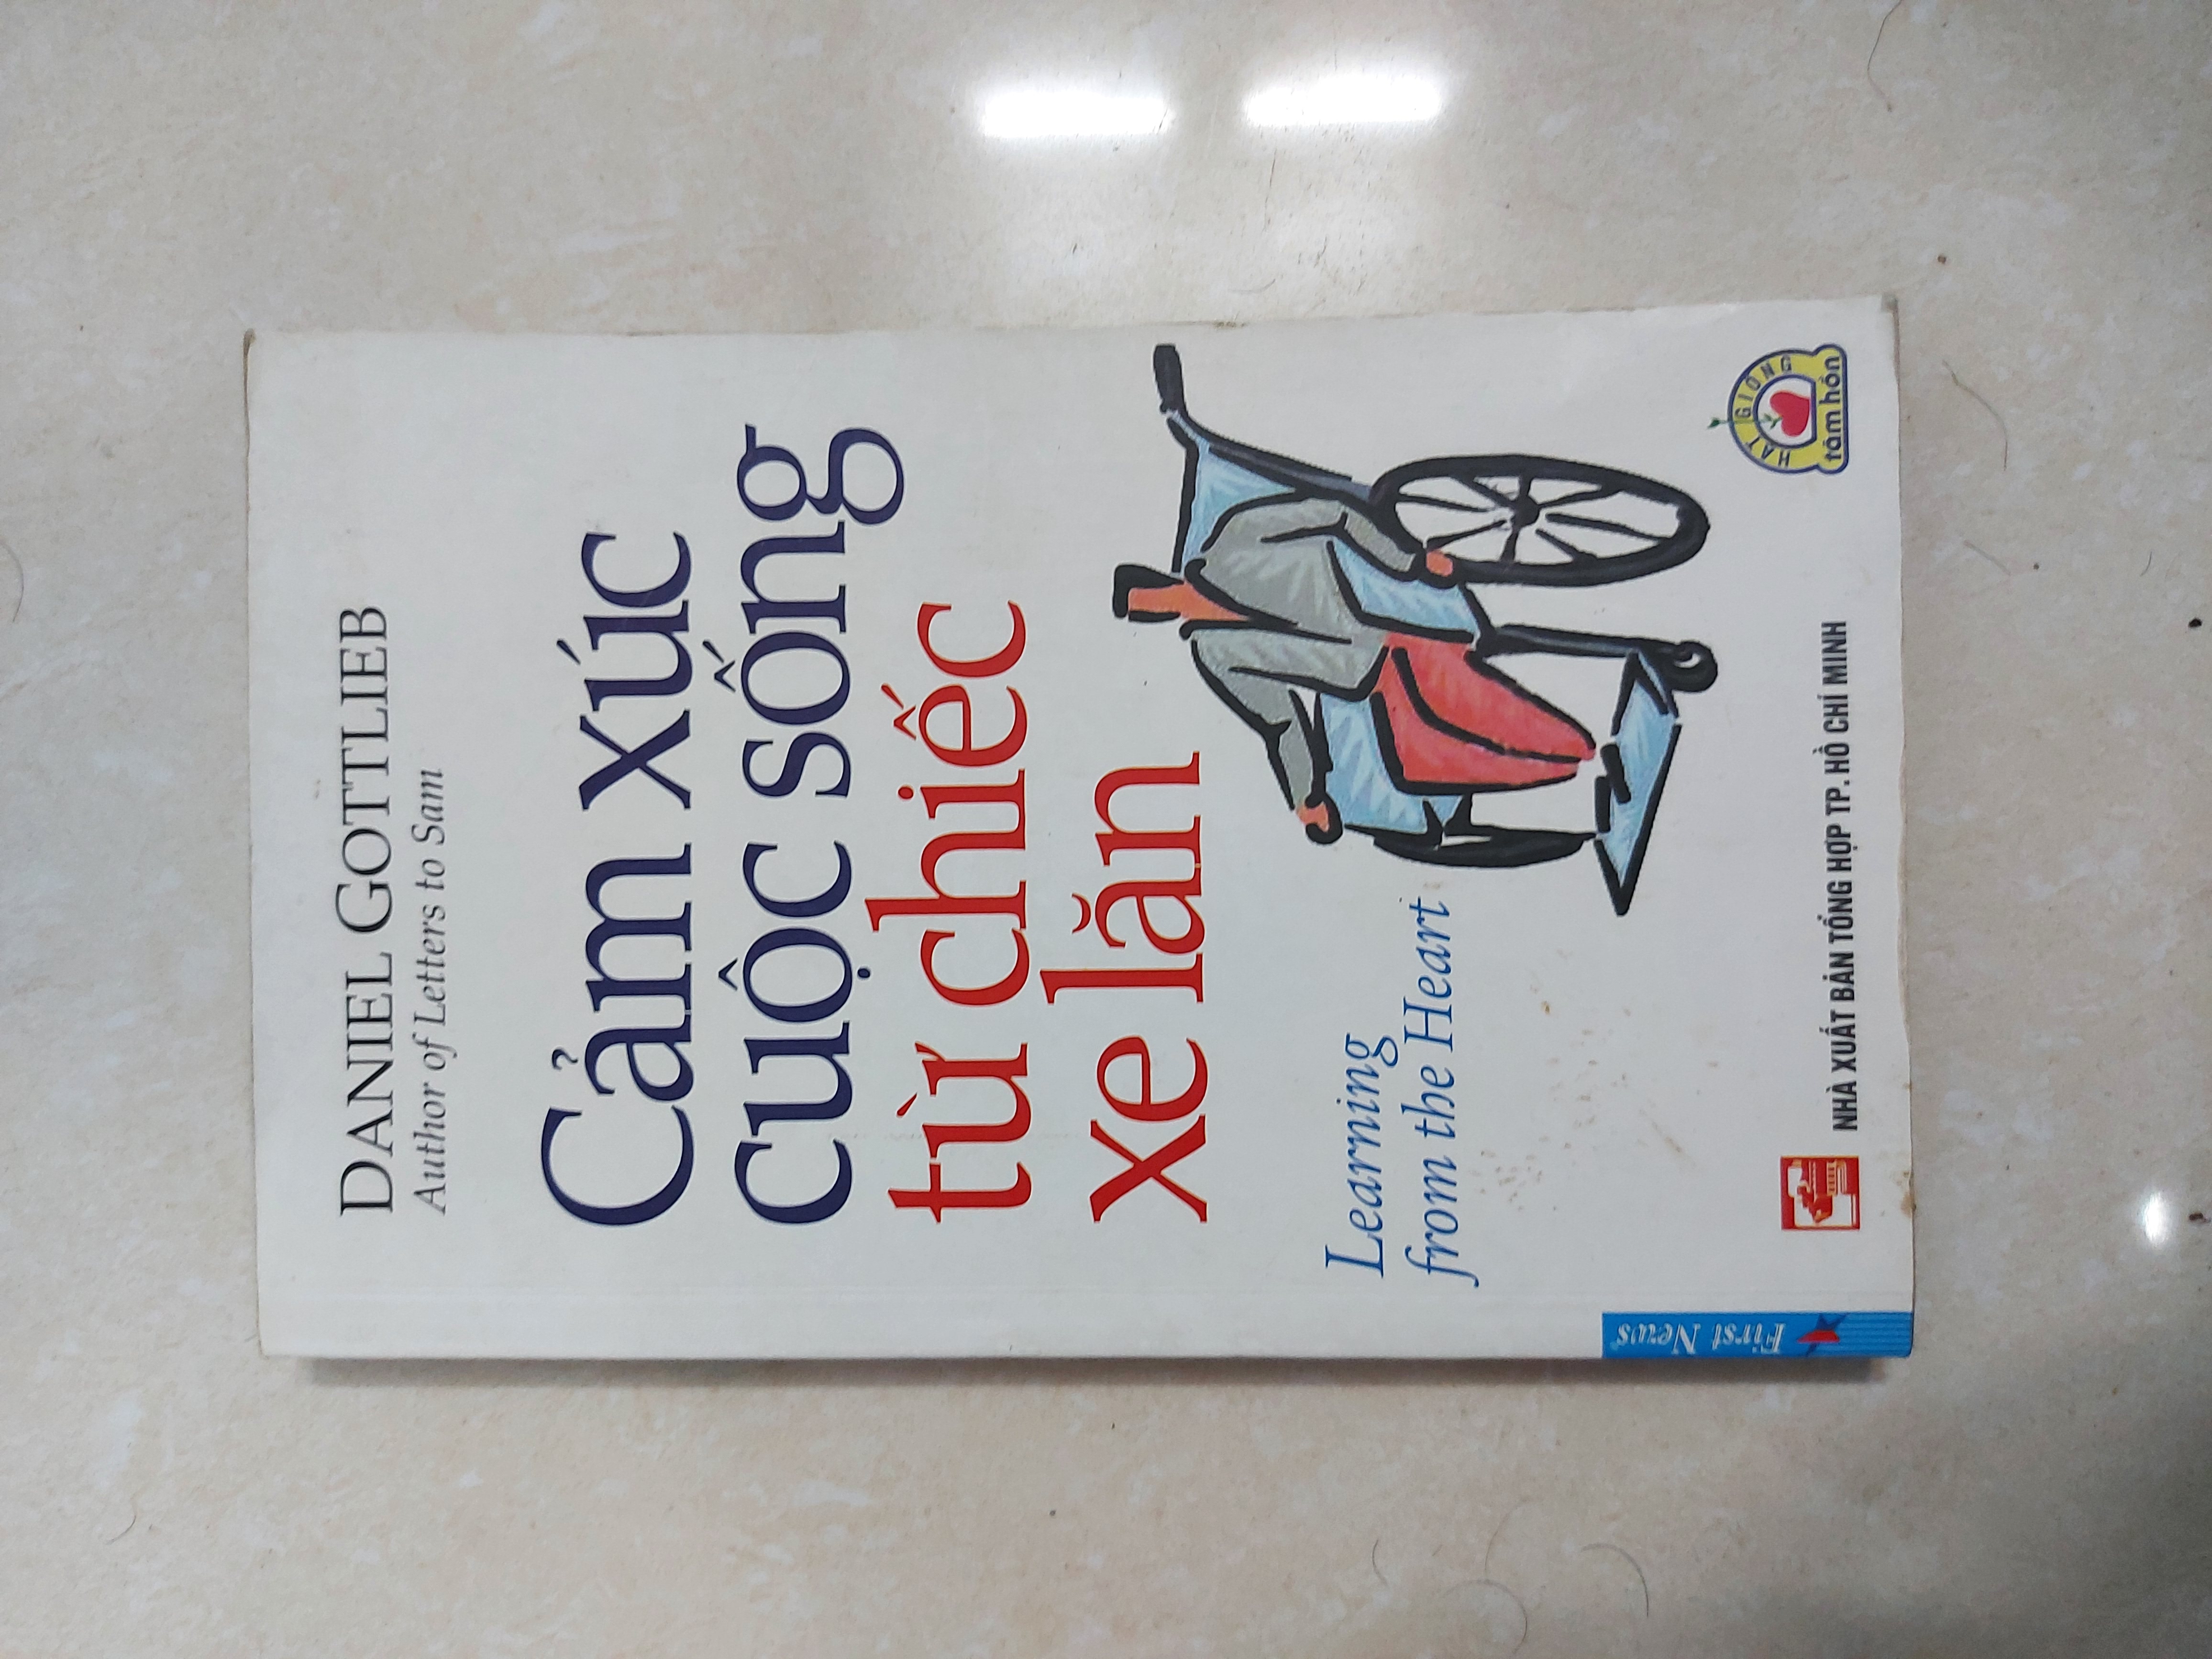 DANIEL GOTTLIEB
Author of Letters to Sam
Cảm xúc
cuộc sống
từ chiếc
xe lăn
Learning
from the Heart
First News
NHÀ XUẤT BẢN TỔNG HỢP TP. HỒ CHÍ MINH
HẠT GIỐNG
tâm hồn